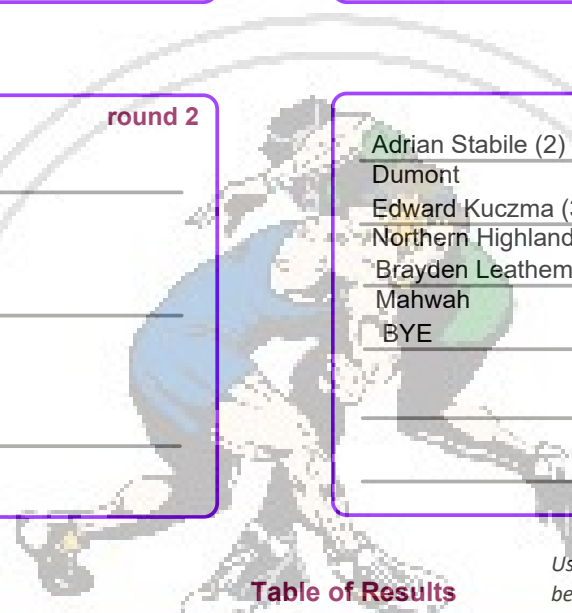 round 2
Adrian Stabile (2)
Dumont
Edward Kuczma (
Northern Highland
Brayden Leathem
Mahwah
BYE
Table of Results